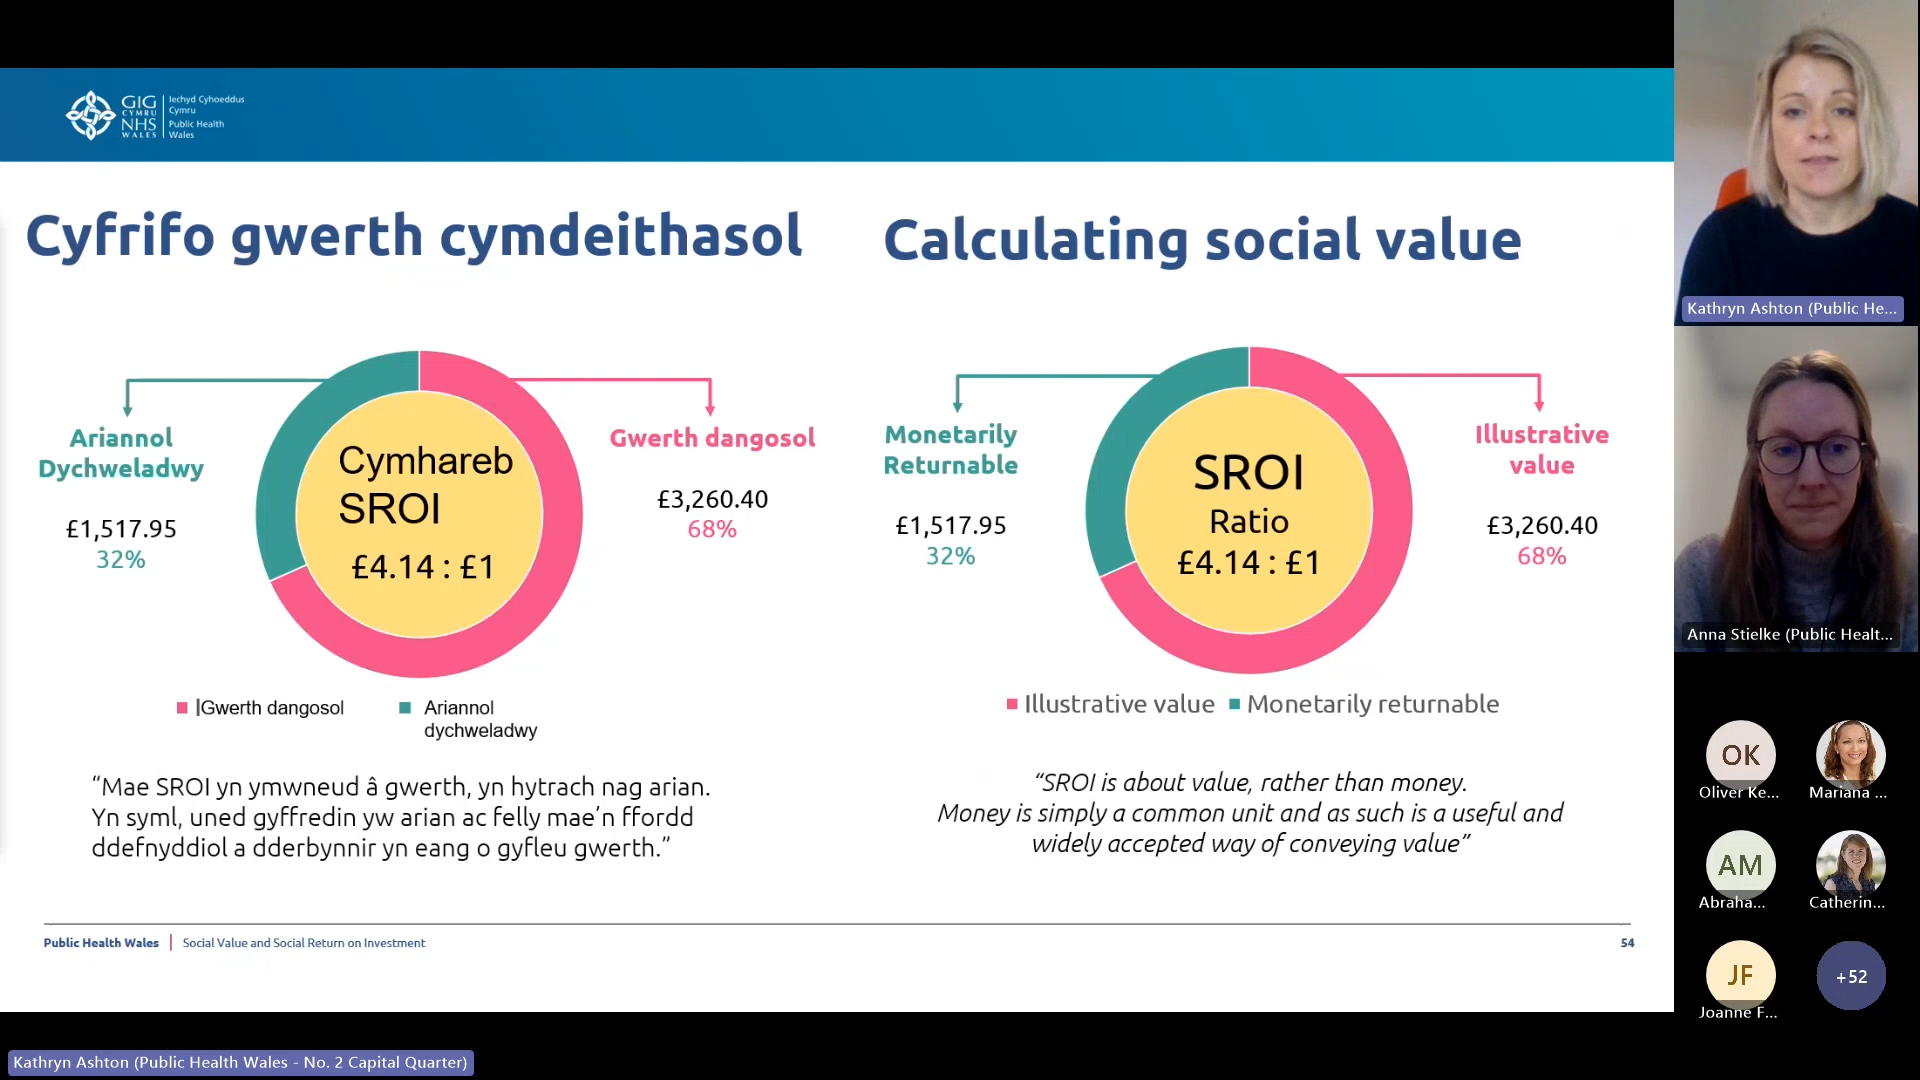 GIG
CYMRU
NHS
WALES
Iechyd Cyhoeddus
Cymru
Public Health
Wales
Cyfrifo gwerth cymdeithasol
Ariannol
Dychweladwy
£1,517.95
32%
Cymhareb
SROI
£4.14 : £1
Gwerth dangosol
£3,260.40
68%
Gwerth dangosol
Ariannol
dychweladwy
“Mae SROI yn ymwneud â gwerth, yn hytrach nag arian.
Yn syml, uned gyffredin yw arian ac felly mae’n ffordd
ddefnyddiol a dderbynnir yn eang o gyfleu gwerth.”
Calculating social value
Monetarily
Returnable
£1,517.95
32%
SROI
Ratio
£4.14 : £1
Illustrative
value
£3,260.40
68%
Illustrative value
Monetarily returnable
“SROI is about value, rather than money.
Money is simply a common unit and as such is a useful and
widely accepted way of conveying value”
Public Health Wales | Social Value and Social Return on Investment
54
Kathryn Ashton (Public He...
Anna Stielke (Public Healt...
OK
Oliver Ke...
Mariana ...
AM
Abraha...
Catherin...
JF
Joanne F...
+52
Kathryn Ashton (Public Health Wales - No. 2 Capital Quarter)